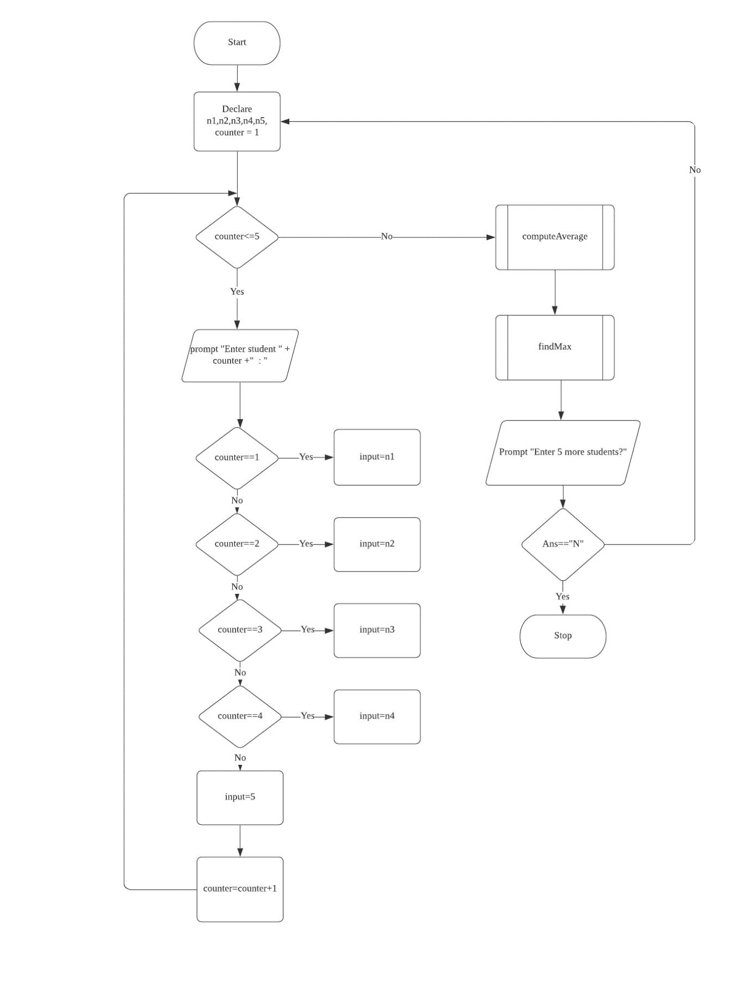 Start
Declare
n1,n2,n3,n4,n5,
counter = 1
No
counter<=5
No
computeAverage
Yes
prompt "Enter student " +
counter +"  : "
findMax
counter==1
Yes
input=n1
Prompt "Enter 5 more students?"
No
counter==2
Yes
input=n2
Ans=="N"
No
Yes
counter==3
Yes
input=n3
Stop
No
counter==4
Yes
input=n4
No
input=5
counter=counter+1